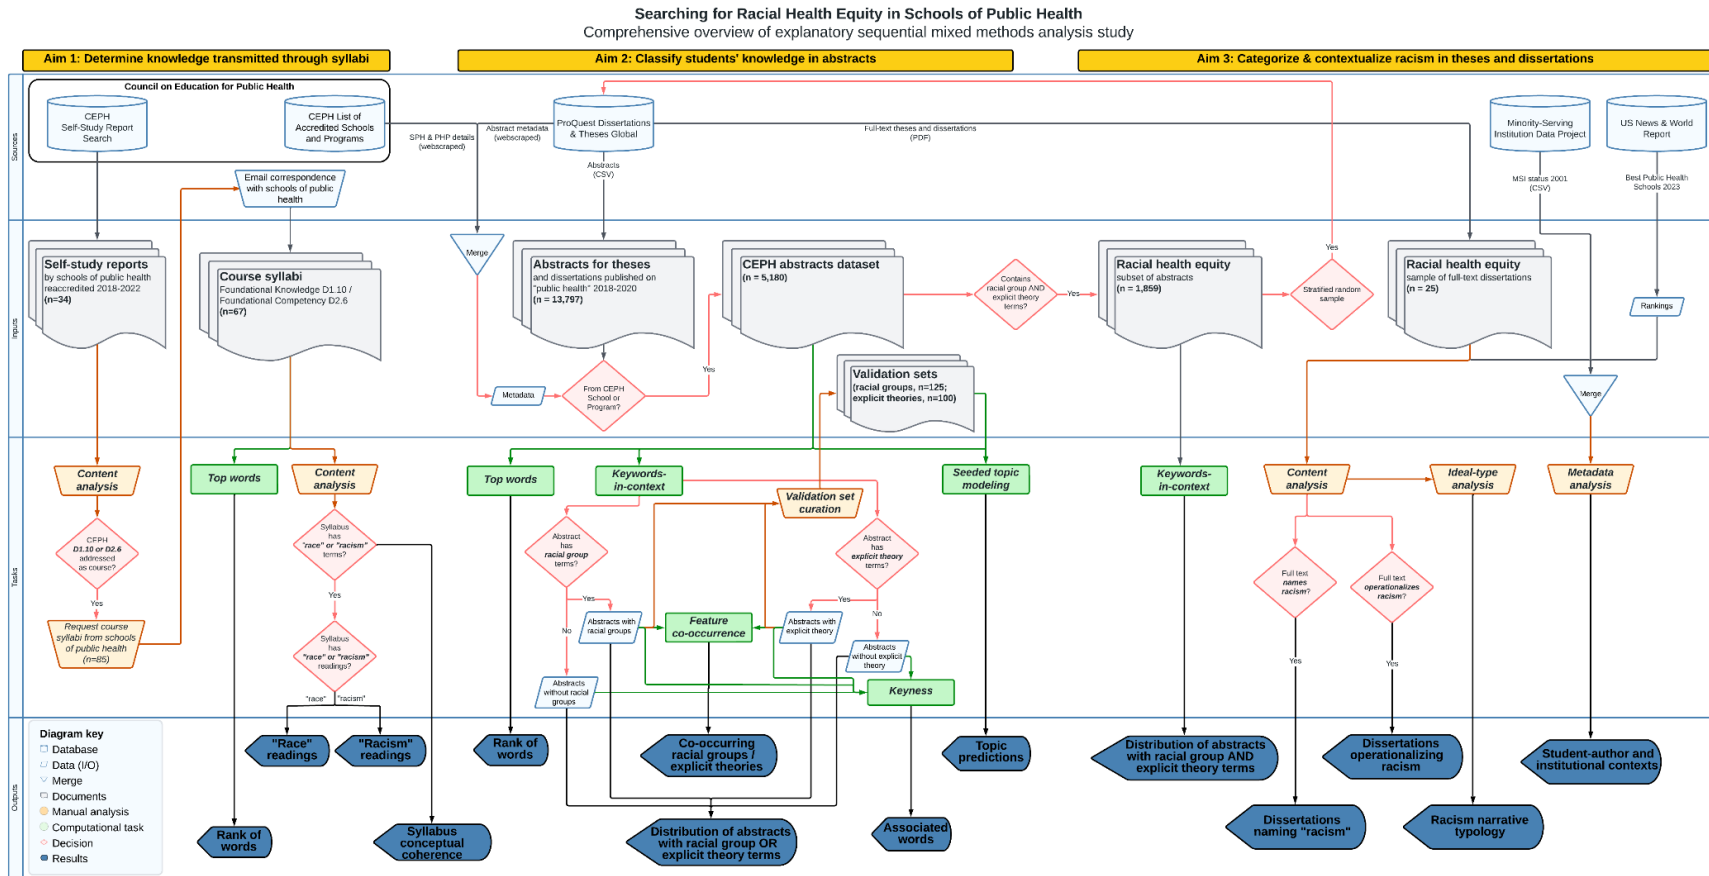 Searching for Racial Health Equity in Schools of Public Health
Comprehensive overview of explanatory sequential mixed methods analysis study
Aim 1: Determine knowledge transmitted through syllabi
Aim 2: Classify students' knowledge in abstracts
Aim 3: Categorize & contextualize racism in theses and dissertations
Sources
Council on Education for Public Health
CEPH
Self-Study Report
Search
CEPH List of
Accredited Schools
and Programs
SPH & PHP details
(webscraped)
Abstract metadata
(webscraped)
ProQuest Dissertations
& Theses Global
Abstracts
(CSV)
Full-text theses and dissertations
(PDF)
Minority-Serving
Institution Data Project
US News & World
Report
MSI status 2001
(CSV)
Best Public Health
Schools 2023
Email correspondence
with schools of public
health
Inputs
Self-study reports
by schools of public health
reaccredited 2018-2022
(n=34)
Course syllabi
Foundational Knowledge D1.10 /
Foundational Competency D2.6
(n=67)
Merge
Abstracts for theses
and dissertations published on
"public health" 2018-2020
(n = 13,797)
Metadata
From CEPH
School or
Program?
Yes
CEPH abstracts dataset
(n = 5,180)
Validation sets
(racial groups, n=125;
explicit theories, n=100)
Contains
racial group AND
explicit theory
terms?
Yes
Racial health equity
subset of abstracts
(n = 1,859)
Yes
Stratified random
sample
Racial health equity
sample of full-text dissertations
(n = 25)
Rankings
Merge
Tasks
Content
analysis
CEPH
D1.10 or D2.6
addressed
as course?
Yes
Request course
syllabi from schools
of public health
(n=85)
Top words
Content
analysis
Syllabus
has
"race" or "racism"
terms?
Yes
Syllabus
has
"race" or "racism"
readings?
"race"
"racism"
Top words
Keywords-
in-context
Validation set
curation
Seeded topic
modeling
Abstract
has
racial group
terms?
Abstract
has
explicit theory
terms?
Yes
No
Abstracts with
racial groups
Feature
co-occurrence
Yes
No
Abstracts with
explicit theory
Abstracts
without explicit
theory
Abstracts
without racial
groups
Keyness
Keywords-
in-context
Content
analysis
Ideal-type
analysis
Metadata
analysis
Full text
names
racism?
Full text
operationalizes
racism?
Yes
Yes
Outputs
Diagram key
Database
Data (I/O)
Merge
Documents
Manual analysis
Computational task
Decision
Results
"Race"
readings
"Racism"
readings
Rank of
words
Syllabus
conceptual
coherence
Rank of
words
Co-occurring
racial groups /
explicit theories
Distribution of abstracts
with racial group OR
explicit theory terms
Associated
words
Topic
predictions
Distribution of abstracts
with racial group AND
explicit theory terms
Dissertations
operationalizing
racism
Student-author and
institutional contexts
Dissertations
naming "racism"
Racism narrative
typology